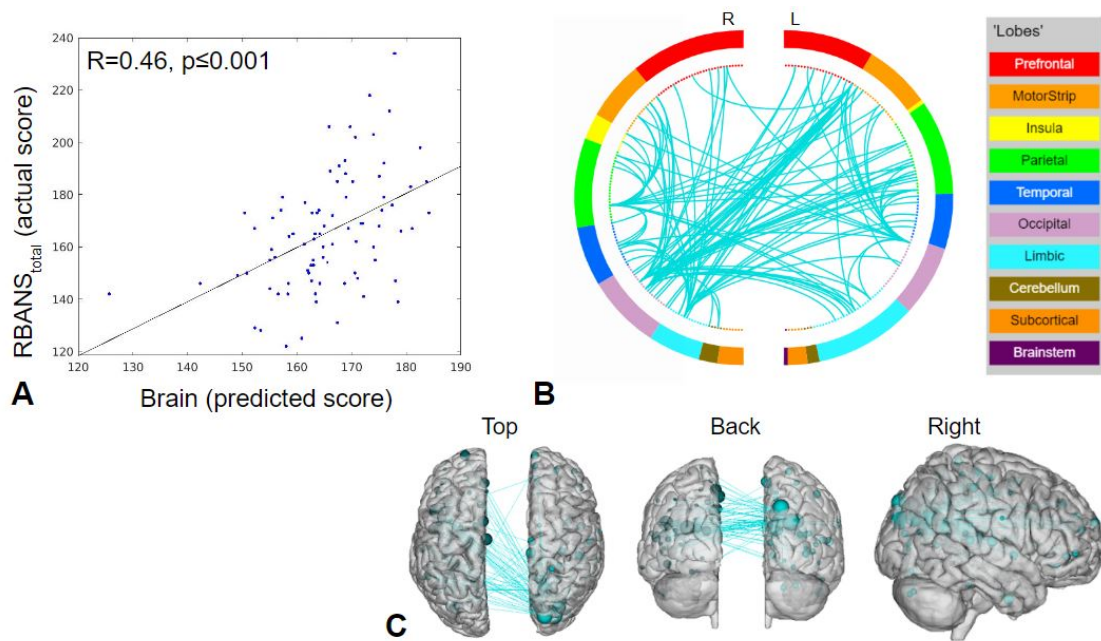 R=0.46, p≤0.001
240
220
200
180
160
140
120
120 130 140 150 160 170 180 190
RBANS_total (actual score)
Brain (predicted score)
A
R L
B
'Lobes'
Prefrontal
MotorStrip
Insula
Parietal
Temporal
Occipital
Limbic
Cerebellum
Subcortical
Brainstem
Top Back Right
C